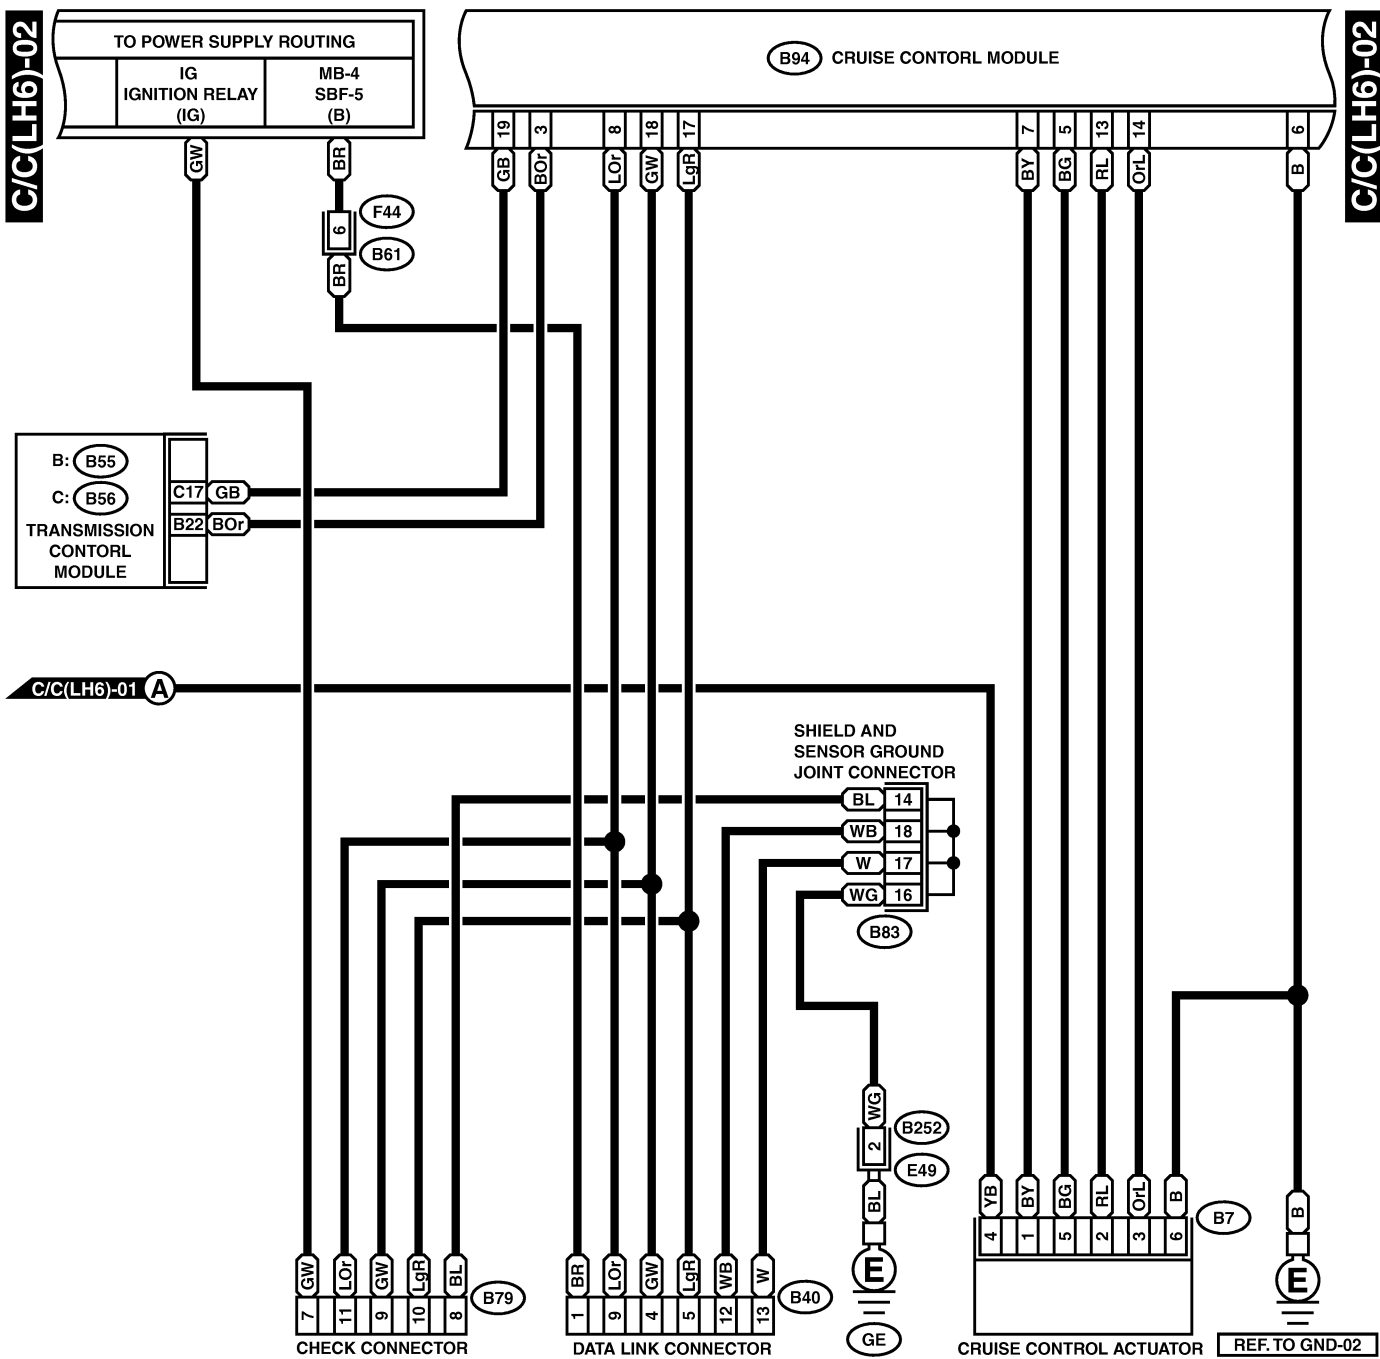 C/C(LH6)-02
TO POWER SUPPLY ROUTING
IG
IGNITION RELAY
(IG)
MB-4
SBF-5
(B)
B94 CRUISE CONTORL MODULE
C/C(LH6)-02
19 3 8 18 17 7 5 13 14 6
GW BR GB BOr LOr GW LgR BY BG RL OrL B
F44
6
B61
BR
B: B55
C: B56
TRANSMISSION
CONTORL
MODULE
C17 GB
B22 BOr
C/C(LH6)-01 A
SHIELD AND
SENSOR GROUND
JOINT CONNECTOR
BL 14
WB 18
W 17
WG 16
B83
WG
B252
2
E49
BL
E
GE
YB BY BG RL OrL B
4 1 5 2 3 6
B7
CRUISE CONTROL ACTUATOR
B
E
REF. TO GND-02
GW LOr GW LgR BL
7 11 9 10 8
B79
CHECK CONNECTOR
BR LOr GW LgR WB W
1 9 4 5 12 13
B40
DATA LINK CONNECTOR